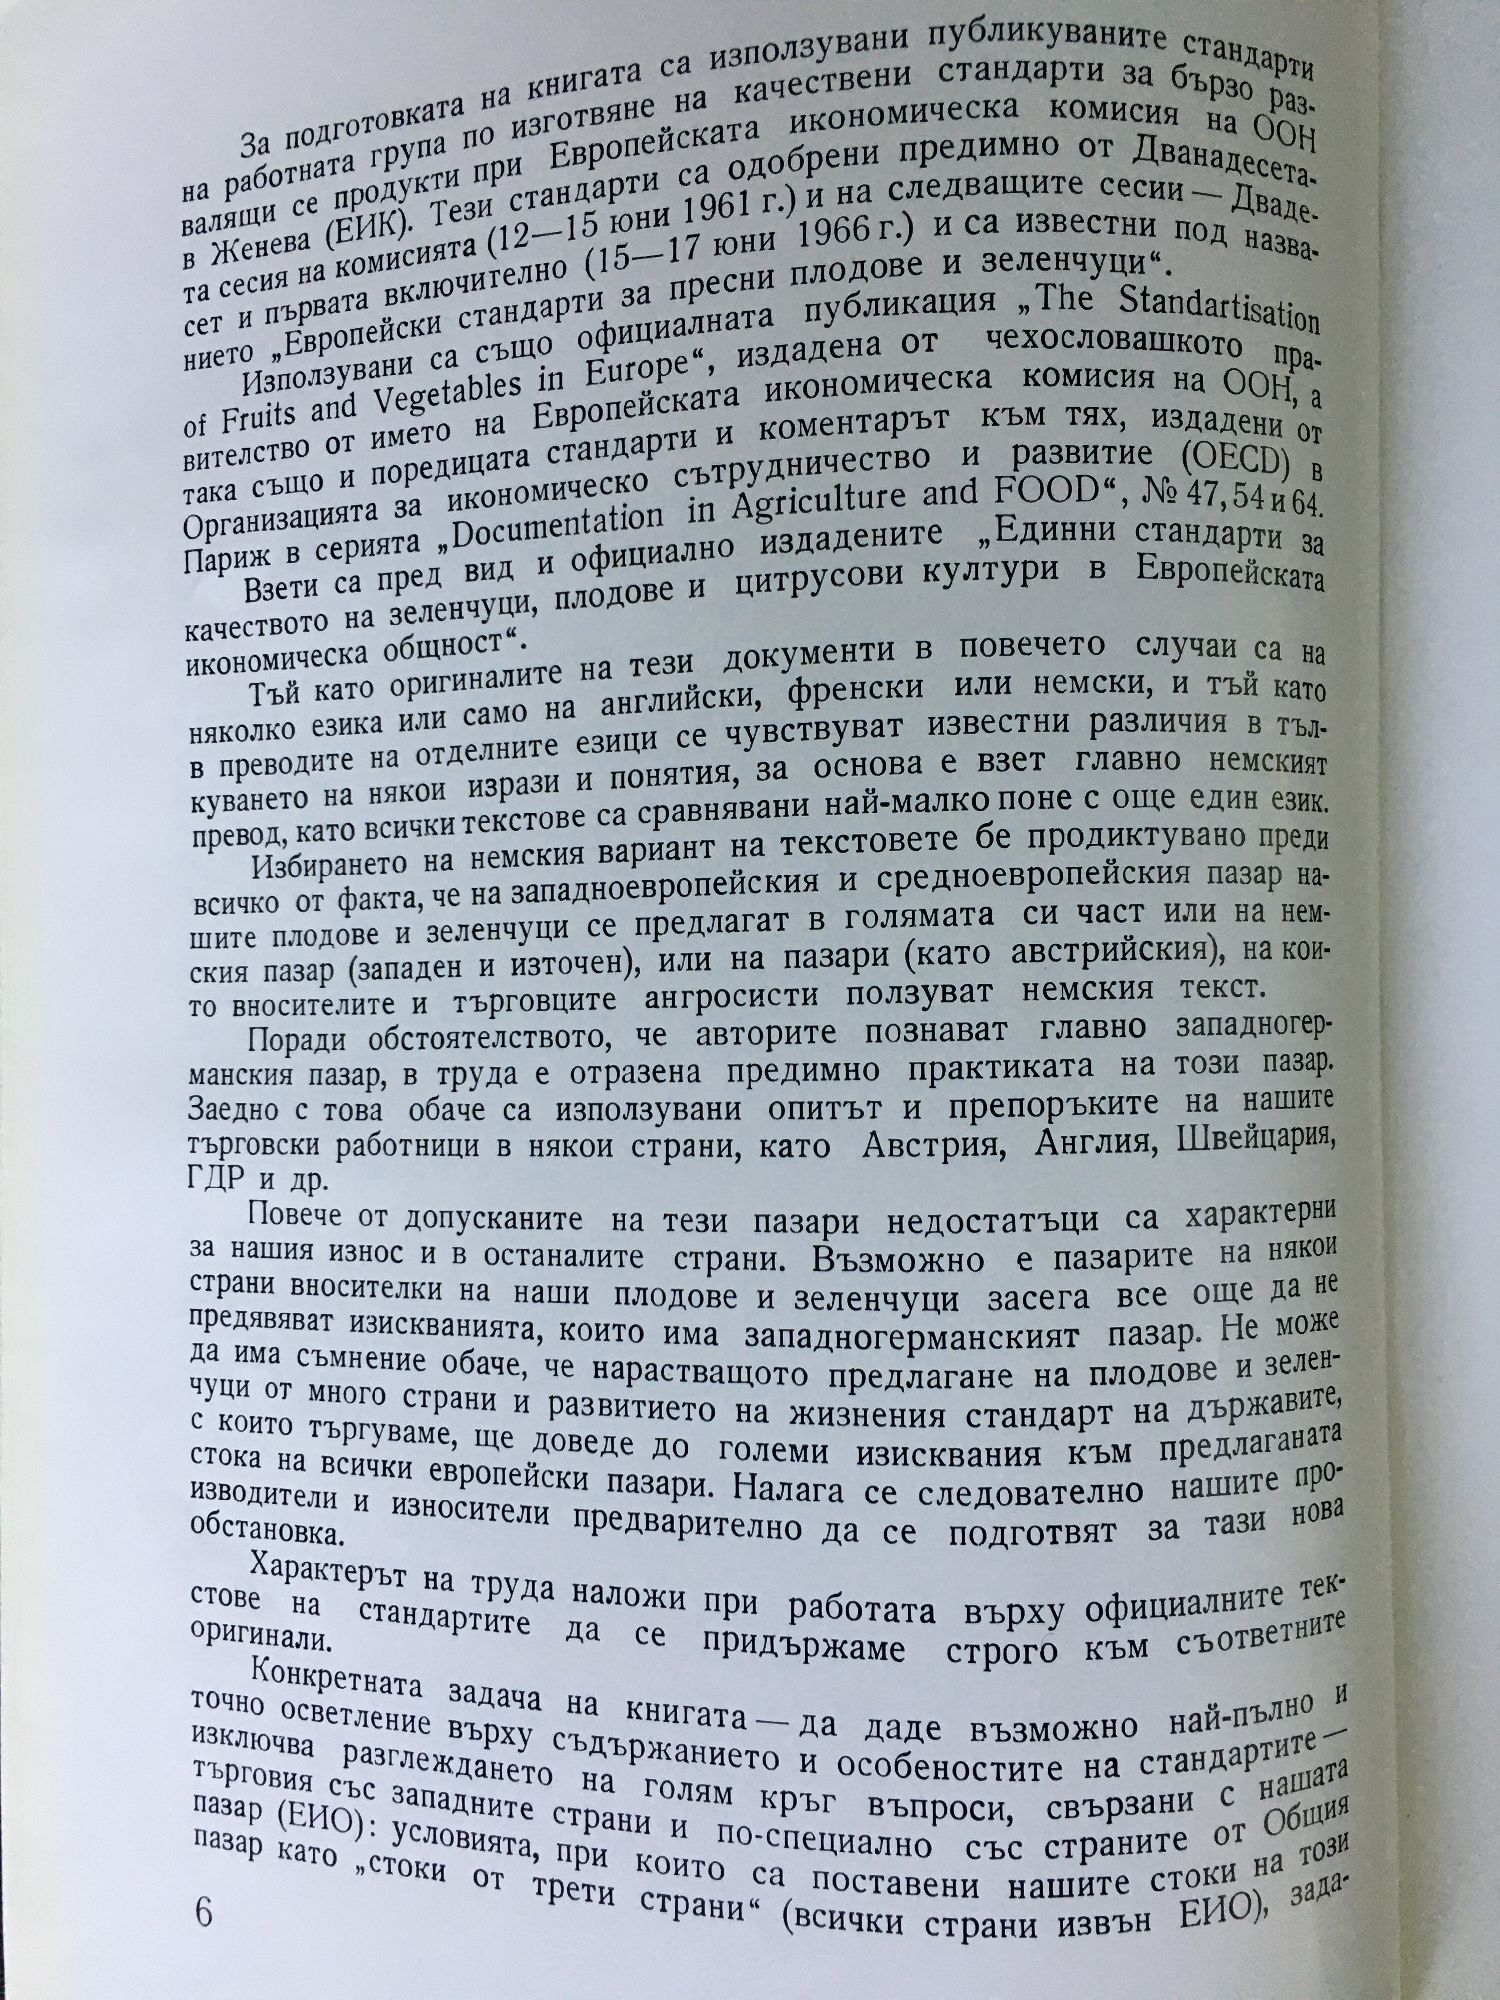 За подготовката на книгата са използувани публикуваните стандарти
на работната група по изготвяне на качествени стандарти за бързо раз-
валящи се продукти при Европейската икономическа комисия на ООН
в Женева (ЕИК). Тези стандарти са одобрени предимно от Дванадесета-
та сесия на комисията (12—15 юни 1961 г.) и на следващите сесии — Дваде-
сет и първата включително (15—17 юни 1966 г.) и са известни под назва-
нието „Европейски стандарти за пресни плодове и зеленчуци“.
Използувани са също официалната публикация „The Standartisation
of Fruits and Vegetables in Europe“, издадена от чехословашкото пра-
вителство от името на Европейската икономическа комисия на ООН, а
така също и поредицата стандарти и коментарът към тях, издадени от
Организацията за икономическо сътрудничество и развитие (OECD) в
Париж в серията „Documentation in Agriculture and FOOD“, № 47, 54 и 64.
Взети са пред вид и официално издадените „Единни стандарти за
качеството на зеленчуци, плодове и цитрусови култури в Европейската
икономическа общност“.
Тъй като оригиналите на тези документи в повечето случаи са на
няколко езика или само на английски, френски или немски, и тъй като
в преводите на отделните езици се чувствуват известни различия в тъл-
куването на някои изрази и понятия, за основа е взет главно немският
превод, като всички текстове са сравнявани най-малко поне с още един език.
Избирането на немския вариант на текстовете бе продиктувано преди
всичко от факта, че на западноевропейския и средноевропейския пазар на-
шите плодове и зеленчуци се предлагат в голямата си част или на нем-
ския пазар (западен и източен), или на пазари (като австрийския), на кои-
то вносителите и търговците ангросисти ползуват немския текст.
Поради обстоятелството, че авторите познават главно западногер-
манския пазар, в труда е отразена предимно практиката на този пазар.
Заедно с това обаче са използувани опитът и препоръките на нашите
търговски работници в някои страни, като Австрия, Англия, Швейцария,
ГДР и др.
Повече от допусканите на тези пазари недостатъци са характерни
за нашия износ и в останалите страни. Възможно е пазарите на някои
страни вносителки на наши плодове и зеленчуци засега все още да не
предявяват изискванията, които има западногерманският пазар. Не може
да има съмнение обаче, че нарастващото предлагане на плодове и зелен-
чуци от много страни и развитието на жизнения стандарт на държавите,
с които търгуваме, ще доведе до големи изисквания към предлаганата
стока на всички европейски пазари. Налага се следователно нашите про-
изводители и износители предварително да се подготвят за тази нова
обстановка.
Характерът на труда наложи при работата върху официалните тек-
стове на стандартите да се придържаме строго към съответните
оригинали.
Конкретната задача на книгата — да даде възможно най-пълно и
точно осветление върху съдържанието и особеностите на стандартите —
изключва разглеждането на голям кръг въпроси, свързани с нашата
търговия със западните страни и по-специално със страните от Общия
пазар (ЕИО): условията, при които са поставени нашите стоки на този
пазар като „стоки от трети страни“ (всички страни извън ЕИО), зада-
6